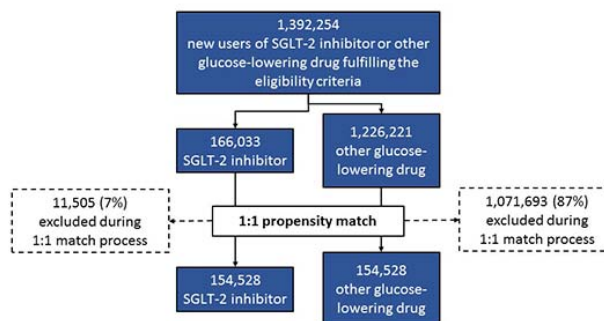 1,392,254
new users of SGLT-2 inhibitor or other
glucose-lowering drug fulfilling the
eligibility criteria
166,033
SGLT-2 inhibitor
1,226,221
other glucose-
lowering drug
11,505 (7%)
excluded during
1:1 match process
1:1 propensity match
1,071,693 (87%)
excluded during
1:1 match process
154,528
SGLT-2 inhibitor
154,528
other glucose-
lowering drug